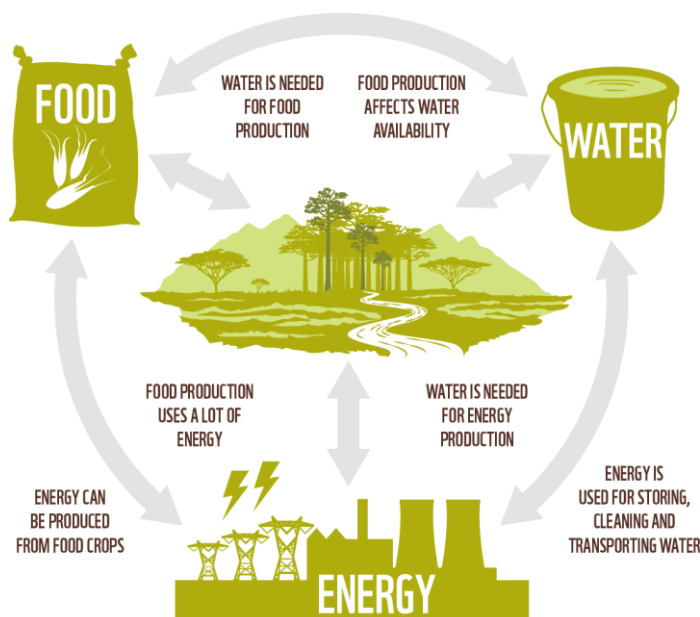 FOOD
WATER IS NEEDED
FOR FOOD
PRODUCTION
FOOD PRODUCTION
AFFECTS WATER
AVAILABILITY
WATER
FOOD PRODUCTION
USES A LOT OF
ENERGY
WATER IS NEEDED
FOR ENERGY
PRODUCTION
ENERGY CAN
BE PRODUCED
FROM FOOD CROPS
ENERGY IS
USED FOR STORING,
CLEANING AND
TRANSPORTING WATER
ENERGY